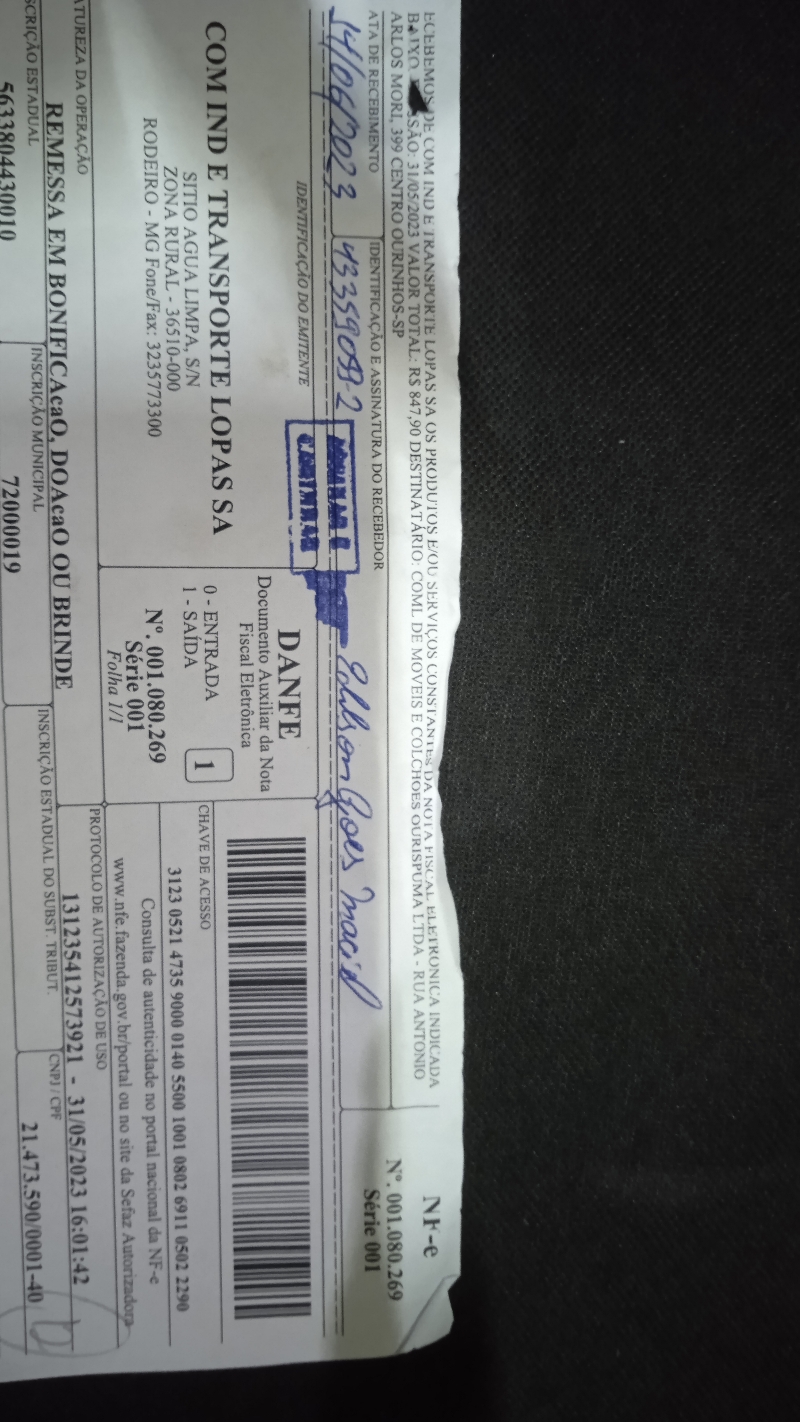 ECEBEMOS DE COM IND E TRANSPORTE LOPAS SA OS PRODUTOS E/OU SERVIÇOS CONSTANTES DA NOTA FISCAL ELETRONICA INDICADA
BAIXO. SSÃO: 31/05/2023 VALOR TOTAL: R$ 847,90 DESTINATÁRIO: COML DE MOVEIS E COLCHOES OURISPUMA LTDA - RUA ANTONIO
ARLOS MORI, 399 CENTRO OURINHOS-SP
NF-e
Nº. 001.080.269
Série 001
ATA DE RECEBIMENTO
14/06/2023
IDENTIFICAÇÃO E ASSINATURA DO RECEBEDOR
43359099-2 Edilson Goes Maciel
IDENTIFICAÇÃO DO EMITENTE
COM IND E TRANSPORTE LOPAS SA
SITIO AGUA LIMPA, S/N
ZONA RURAL - 36510-000
RODEIRO - MG Fone/Fax: 3235773300
DANFE
Documento Auxiliar da Nota
Fiscal Eletrônica
0 - ENTRADA
1 - SAÍDA
1
Nº. 001.080.269
Série 001
Folha 1/1
CHAVE DE ACESSO
3123 0521 4735 9000 0140 5500 1001 0802 6911 0502 2290
Consulta de autenticidade no portal nacional da NF-e
www.nfe.fazenda.gov.br/portal ou no site da Sefaz Autorizadora
ATUREZA DA OPERAÇÃO
REMESSA EM BONIFICAcaO, DOAcaO OU BRINDE
PROTOCOLO DE AUTORIZAÇÃO DE USO
131235412573921 - 31/05/2023 16:01:42
SCRIÇÃO ESTADUAL
5633804430010
INSCRIÇÃO MUNICIPAL
72000019
INSCRIÇÃO ESTADUAL DO SUBST. TRIBUT.
CNPJ / CPF
21.473.590/0001-40